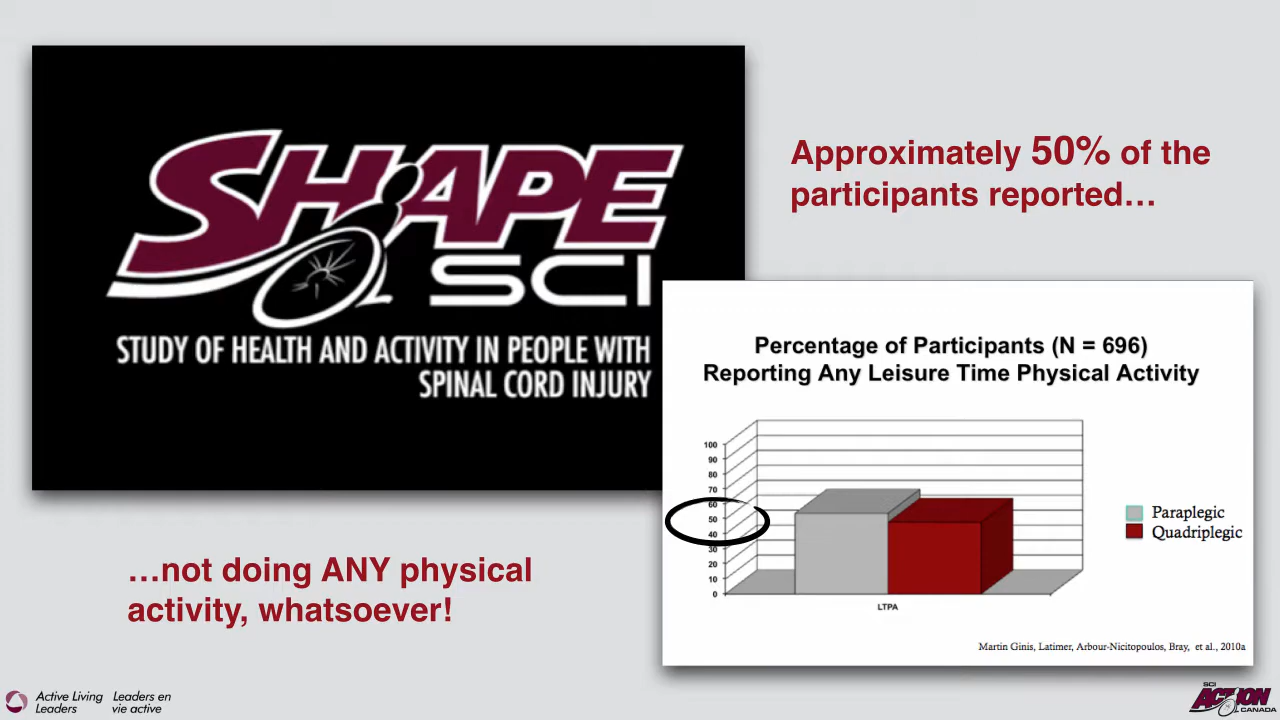 SHAPE
SCI
STUDY OF HEALTH AND ACTIVITY IN PEOPLE WITH
SPINAL CORD INJURY
Approximately 50% of the
participants reported…
Percentage of Participants (N = 696)
Reporting Any Leisure Time Physical Activity
100
90
80
70
60
50
40
30
20
10
0
LTPA
Paraplegic
Quadriplegic
Martin Ginis, Latimer, Arbour-Nicitopoulos, Bray, et al., 2010a
…not doing ANY physical
activity, whatsoever!
Active Living Leaders en
Leaders vie active
SCI
ACTION
CANADA